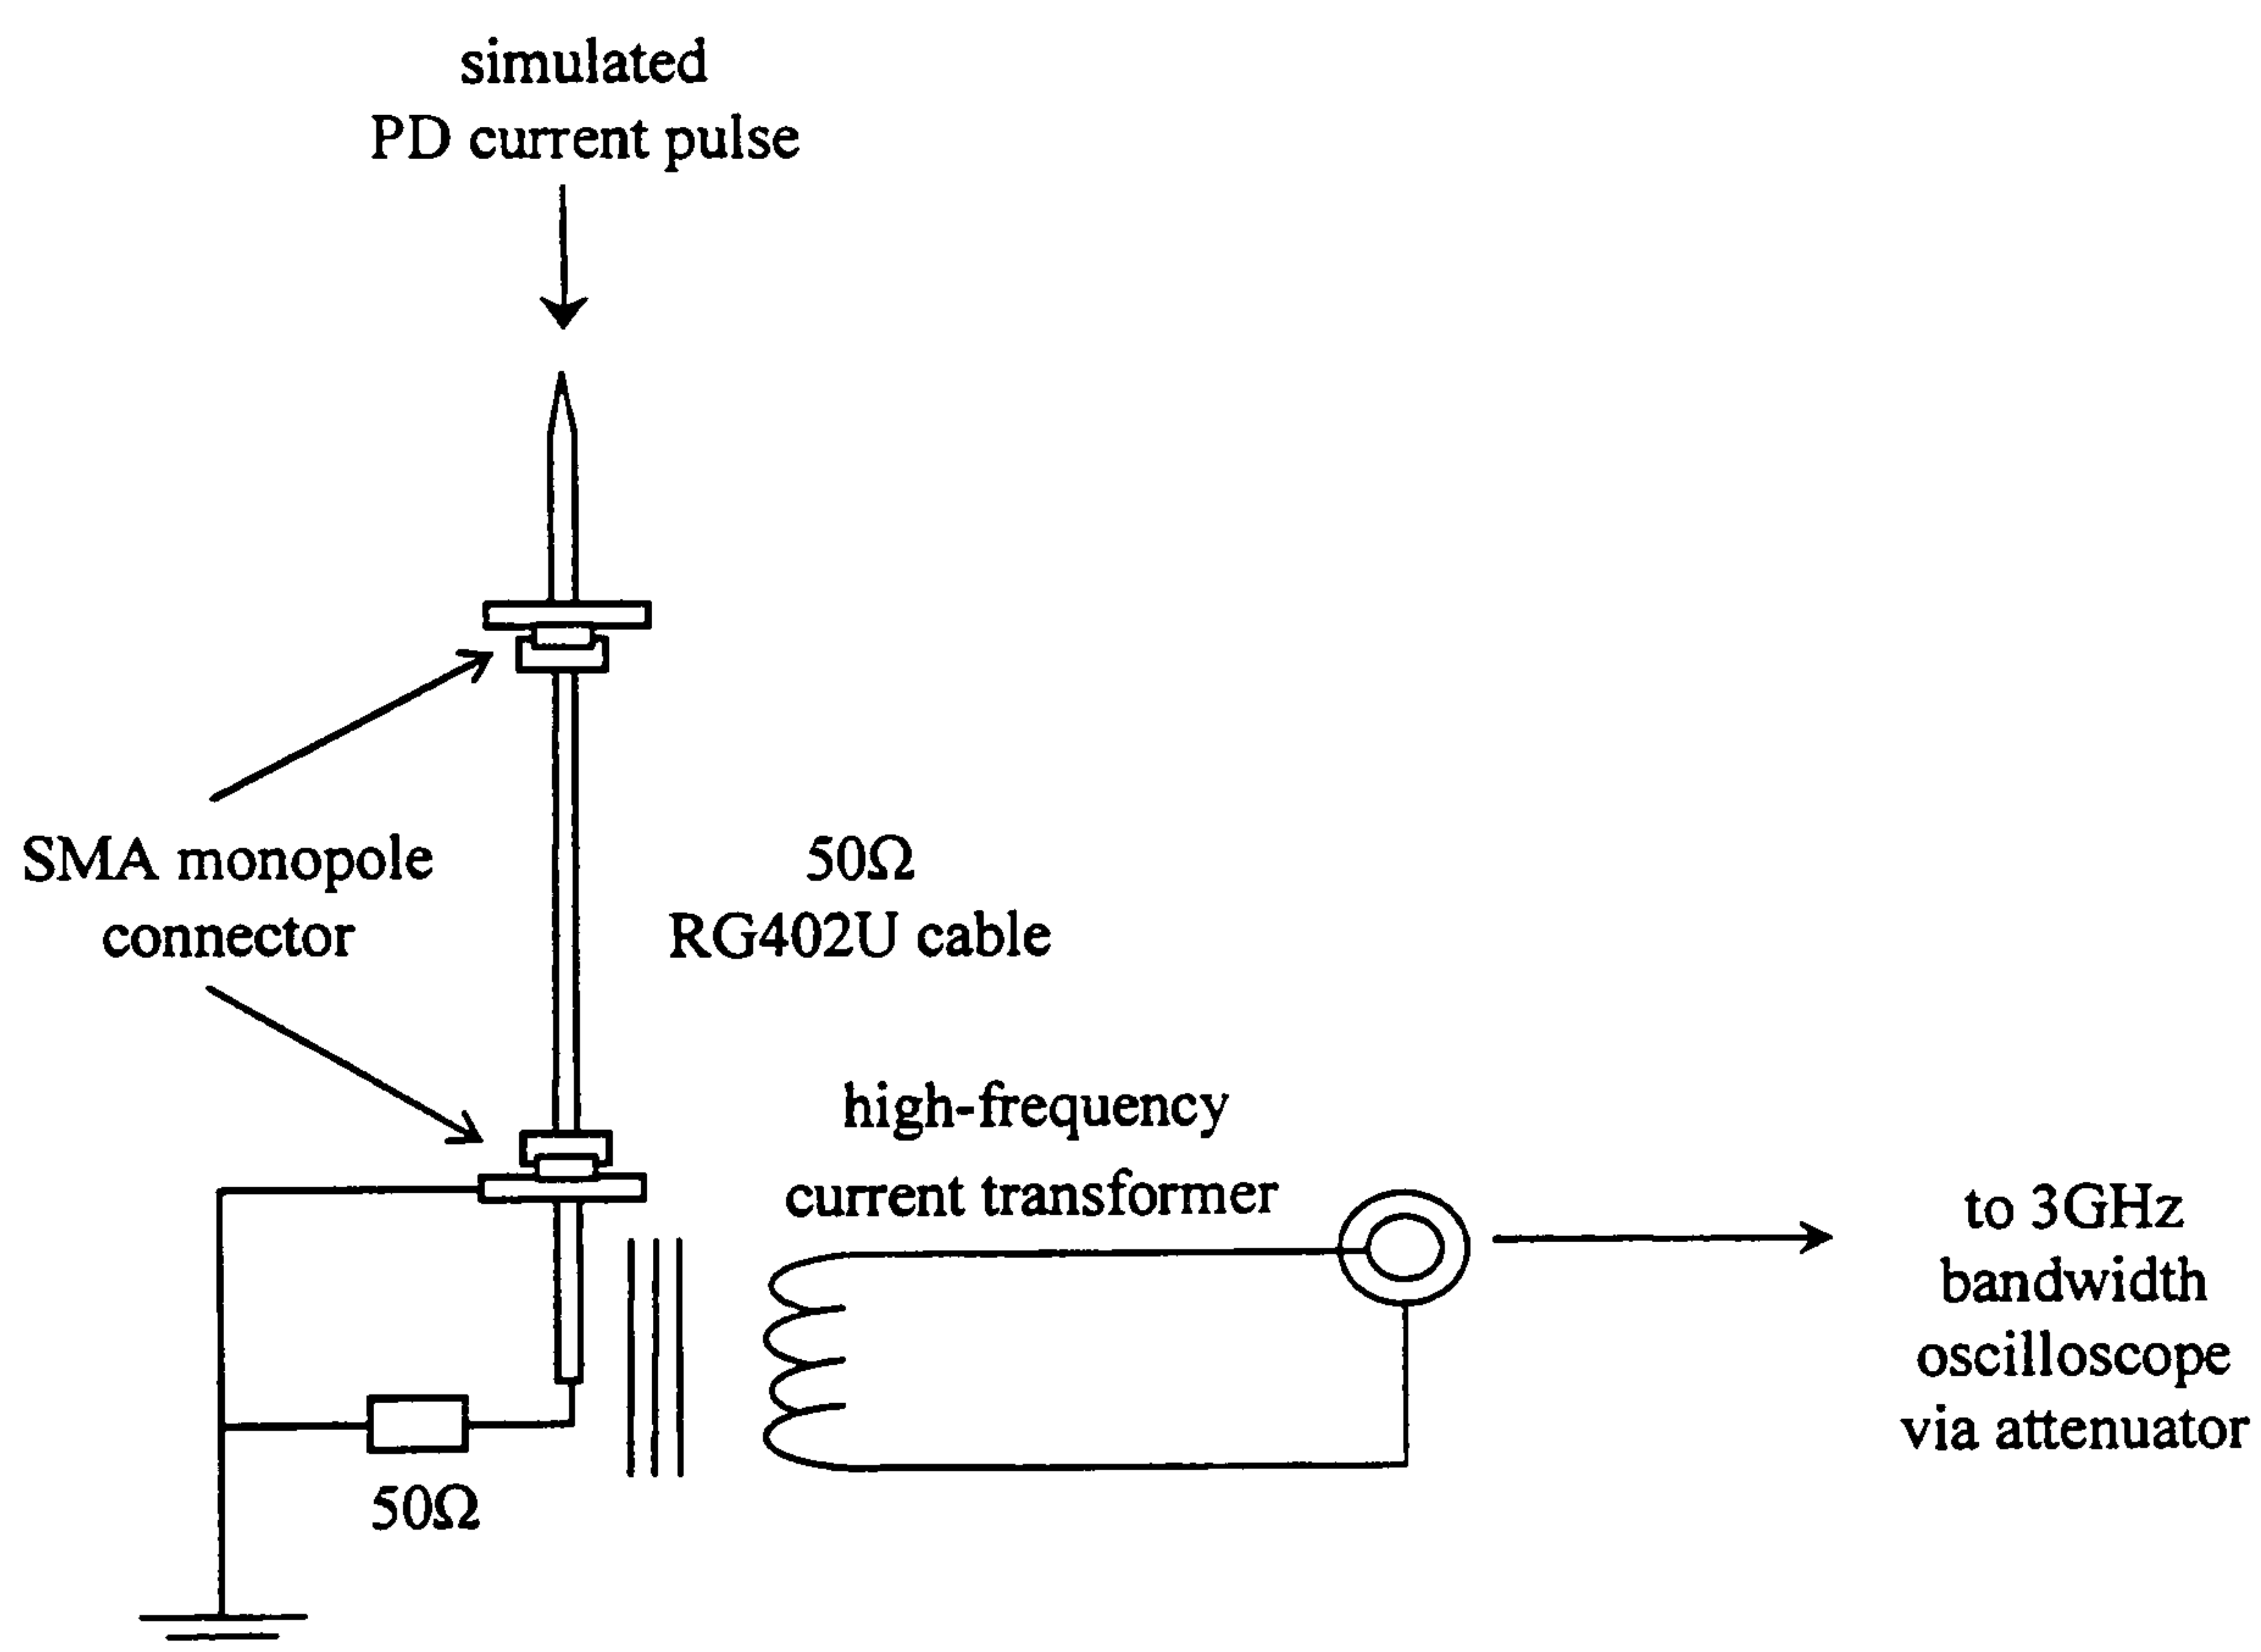 simulated
PD current pulse
SMA monopole
connector
50Ω
RG402U cable
high-frequency
current transformer
to 3GHz
bandwidth
oscilloscope
via attenuator
50Ω